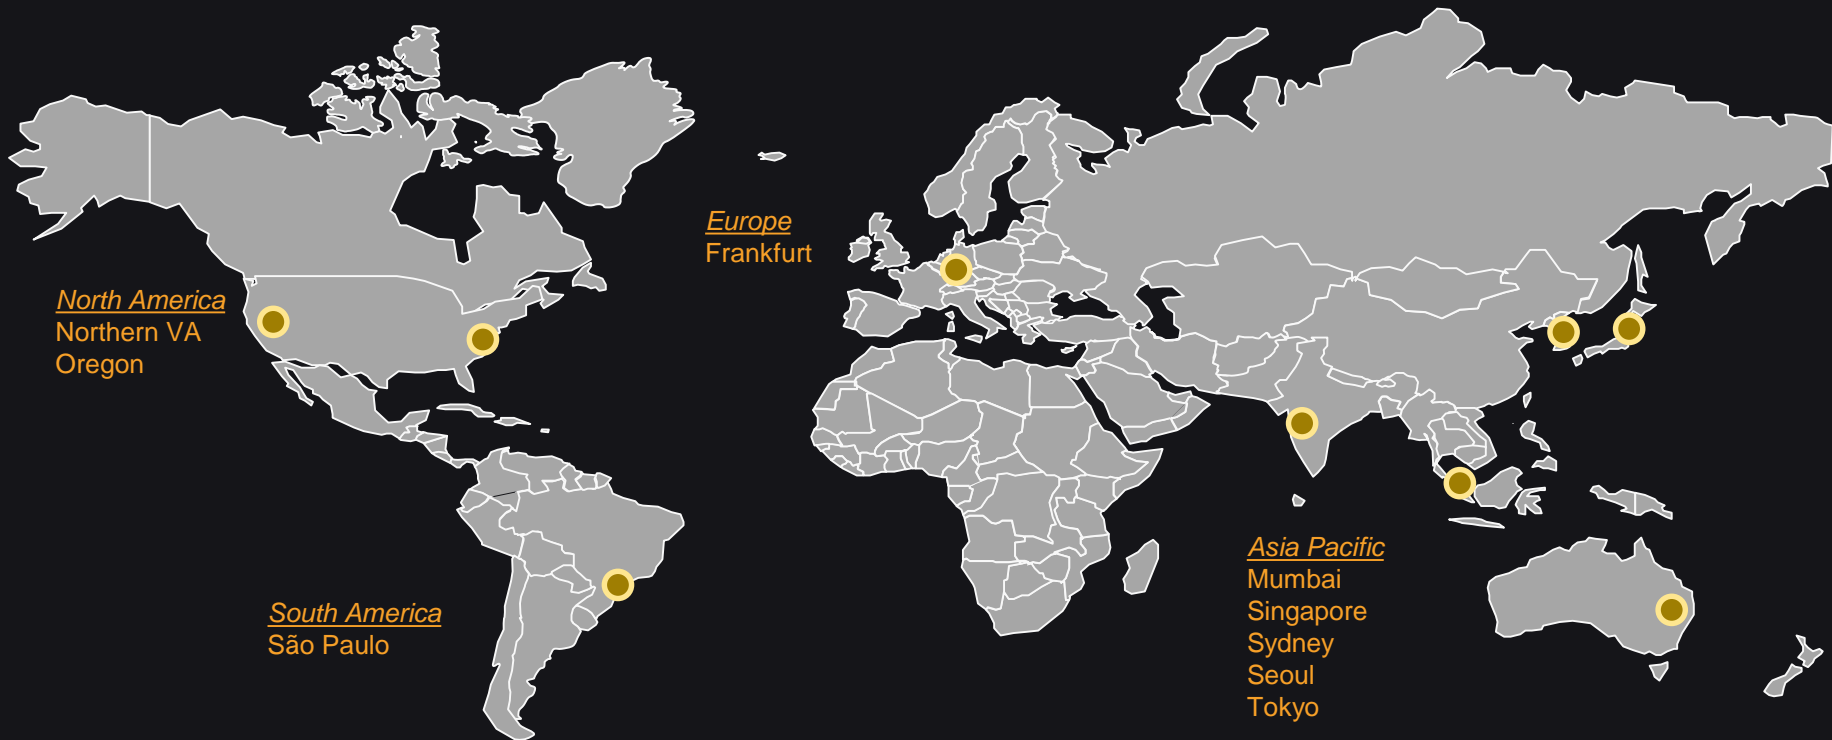 Europe
Frankfurt
North America
Northern VA
Oregon
South America
São Paulo
Asia Pacific
Mumbai
Singapore
Sydney
Seoul
Tokyo